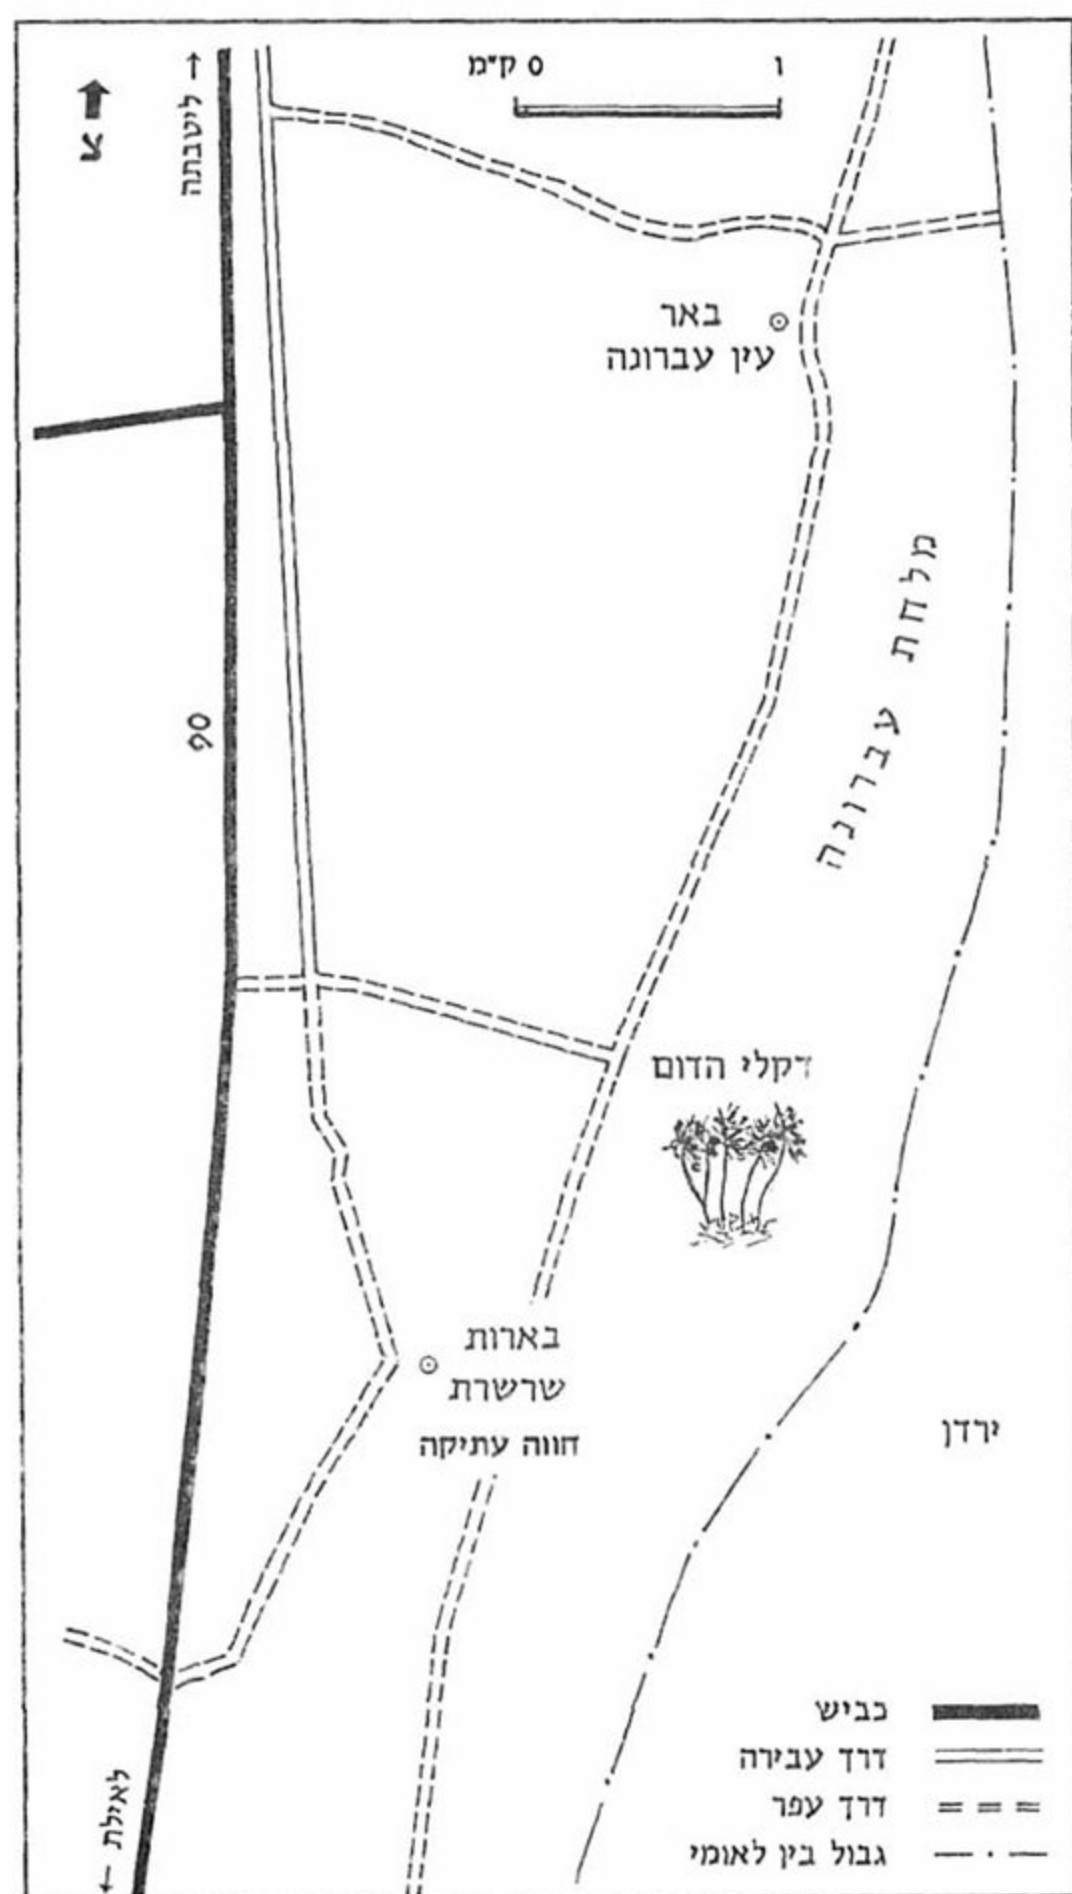 צ
← ליטבתה
ק"מ 0 1
באר
עין עברונה
90
מלחת עברונה
דקלי הדום
בארות
שרשרת
חווה עתיקה
ירדן
לאילת ←
כביש
דרך עבירה
דרך עפר
גבול בין לאומי